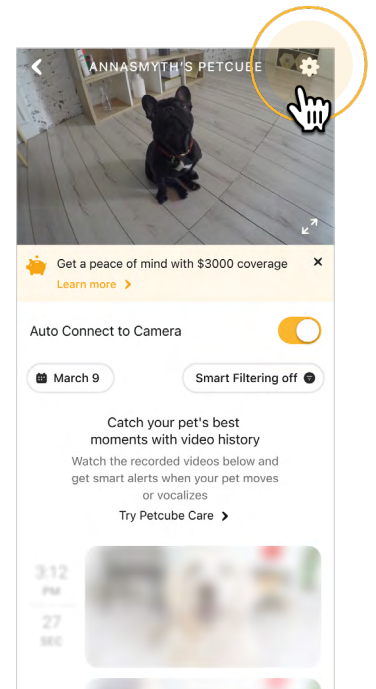 ANNASMYTH'S PETCUBE
Get a peace of mind with $3000 coverage
Learn more
Auto Connect to Camera
March 9
Smart Filtering off
Catch your pet's best
moments with video history
Watch the recorded videos below and
get smart alerts when your pet moves
or vocalizes
Try Petcube Care
3:12
PM
27
SEC